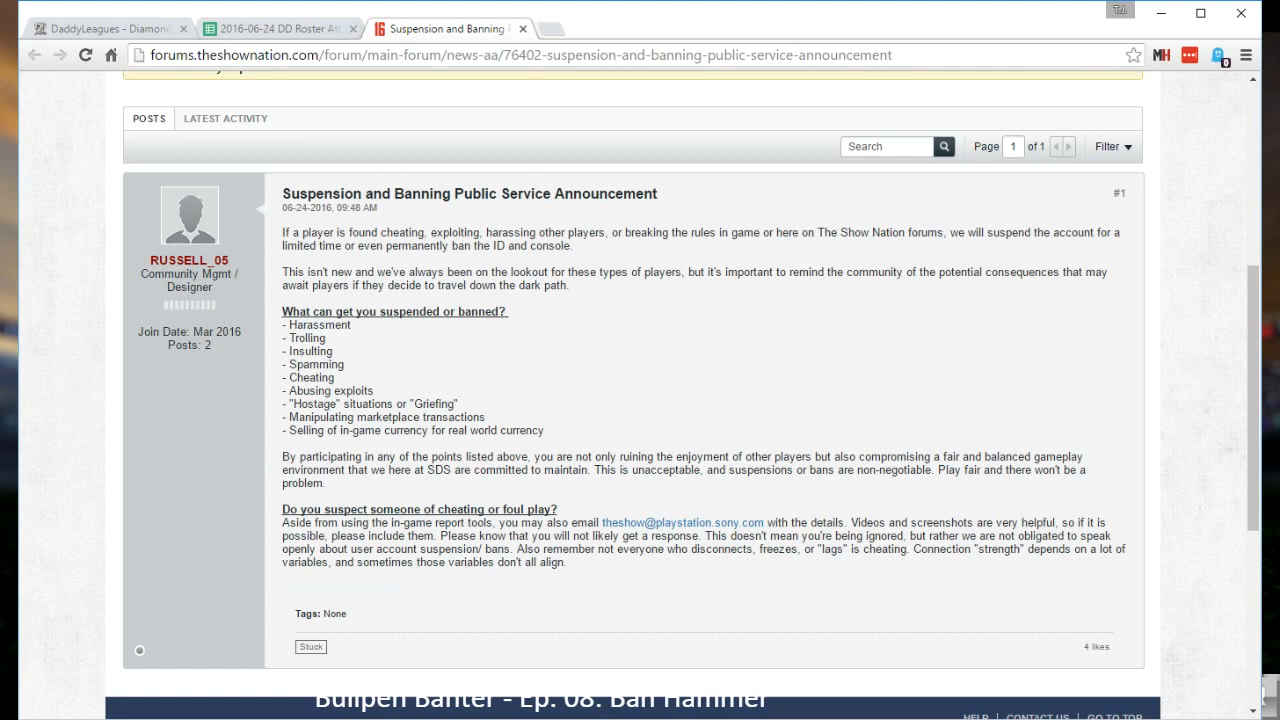 T.I.
DaddyLeagues - Diamond
2016-06-24 DD Roster Att
Suspension and Banning P
forums.theshownation.com/forum/main-forum/news-aa/76402-suspension-and-banning-public-service-announcement
MH
0
POSTS
LATEST ACTIVITY
Search
Page 1 of 1
Filter
Suspension and Banning Public Service Announcement
#1
06-24-2016, 09:48 AM
RUSSELL_05
Community Mgmt /
Designer
Join Date: Mar 2016
Posts: 2
If a player is found cheating, exploiting, harassing other players, or breaking the rules in game or here on The Show Nation forums, we will suspend the account for a
limited time or even permanently ban the ID and console.
This isn't new and we've always been on the lookout for these types of players, but it's important to remind the community of the potential consequences that may
await players if they decide to travel down the dark path.
What can get you suspended or banned?
- Harassment
- Trolling
- Insulting
- Spamming
- Cheating
- Abusing exploits
- "Hostage" situations or "Griefing"
- Manipulating marketplace transactions
- Selling of in-game currency for real world currency
By participating in any of the points listed above, you are not only ruining the enjoyment of other players but also compromising a fair and balanced gameplay
environment that we here at SDS are committed to maintain. This is unacceptable, and suspensions or bans are non-negotiable. Play fair and there won't be a
problem.
Do you suspect someone of cheating or foul play?
Aside from using the in-game report tools, you may also email theshow@playstation.sony.com with the details. Videos and screenshots are very helpful, so if it is
possible, please include them. Please know that you will not likely get a response. This doesn't mean you're being ignored, but rather we are not obligated to speak
openly about user account suspension/ bans. Also remember not everyone who disconnects, freezes, or "lags" is cheating. Connection "strength" depends on a lot of
variables, and sometimes those variables don't all align.
Tags: None
Stuck
4 likes
Bullpen Banter - Ep. 08: Ban Hammer
HELP
CONTACT US
GO TO TOP